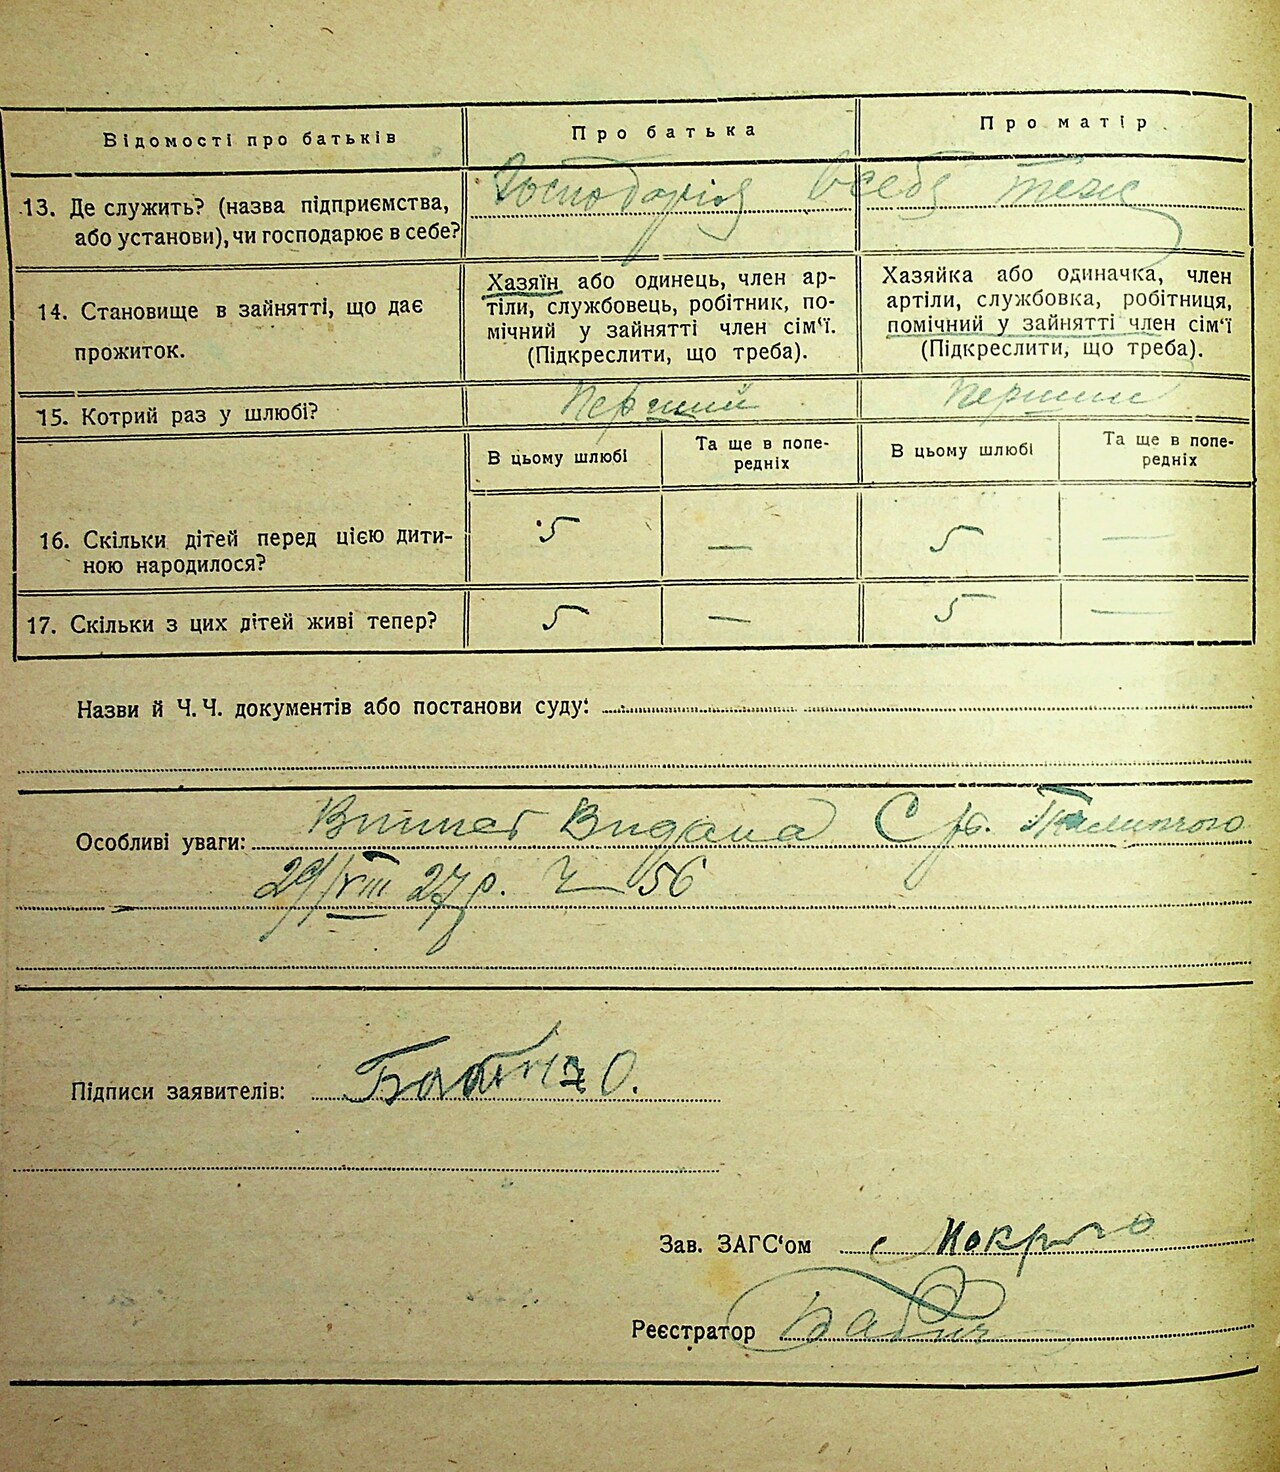 Відомості про батьків
Про батька
Про матір
13. Де служить? (назва підприємства,
або установи), чи господарює в себе?
Господарює в себе теж
14. Становище в зайнятті, що дає
прожиток.
Хазяїн або одинець, член ар-
тіли, службовець, робітник, по-
мічний у зайнятті член сім'ї.
(Підкреслити, що треба).
Хазяйка або одиначка, член
артіли, службовка, робітниця,
помічний у зайнятті член сім'ї
(Підкреслити, що треба).
15. Котрий раз у шлюбі?
Перший
Перший
В цьому шлюбі
Та ще в попе-
редніх
В цьому шлюбі
Та ще в попе-
редніх
16. Скільки дітей перед цією дити-
ною народилося?
5 — 5 —
17. Скільки з цих дітей живі тепер?
5 — 5 —
Назви й Ч. Ч. документів або постанови суду:
Особливі уваги: Видана
29/VIII 27р. Ч 56
Підписи заявителів: О.
Зав. ЗАГС'ом
Реєстратор Бабич